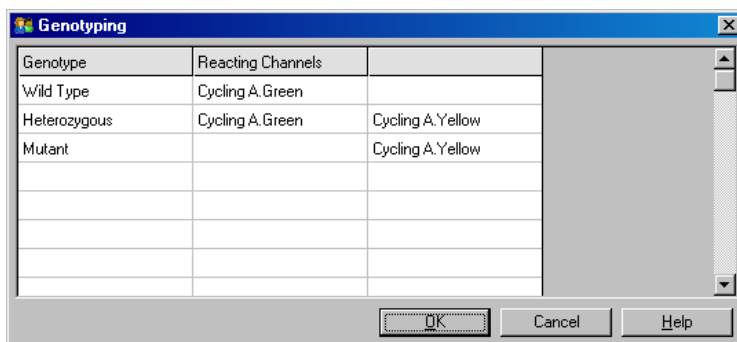 Genotyping
Genotype Reacting Channels
Wild Type Cycling A.Green
Heterozygous Cycling A.Green Cycling A.Yellow
Mutant Cycling A.Yellow
OK Cancel Help